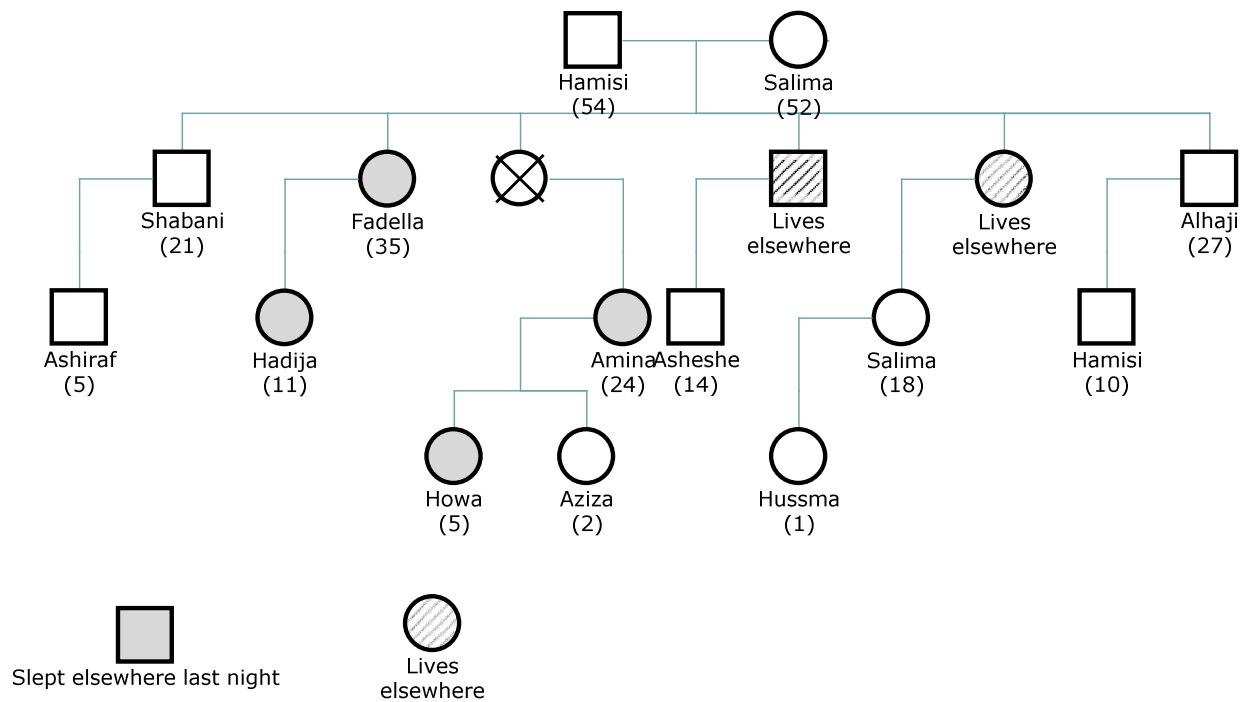 Hamisi
(54)
Salima
(52)
Shabani
(21)
Fadella
(35)
Lives
elsewhere
Lives
elsewhere
Alhaji
(27)
Ashiraf
(5)
Hadija
(11)
Amina
(24)
Asheshe
(14)
Salima
(18)
Hamisi
(10)
Howa
(5)
Aziza
(2)
Hussma
(1)
Slept elsewhere last night
Lives
elsewhere